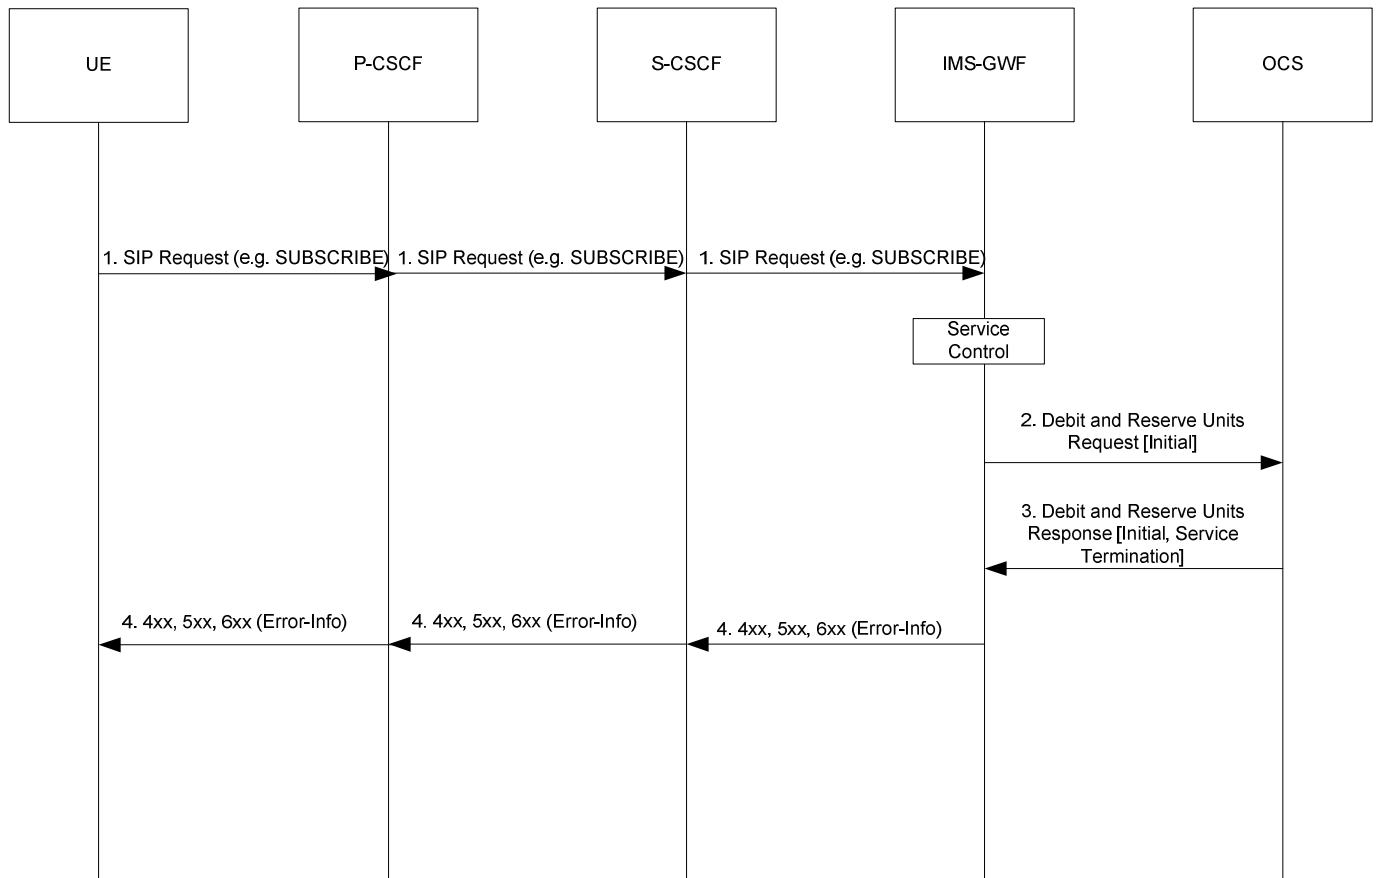 UE
P-CSCF
S-CSCF
IMS-GWF
OCS
1. SIP Request (e.g. SUBSCRIBE)
1. SIP Request (e.g. SUBSCRIBE)
1. SIP Request (e.g. SUBSCRIBE)
Service
Control
2. Debit and Reserve Units
Request [Initial]
3. Debit and Reserve Units
Response [Initial, Service
Termination]
4. 4xx, 5xx, 6xx (Error-Info)
4. 4xx, 5xx, 6xx (Error-Info)
4. 4xx, 5xx, 6xx (Error-Info)